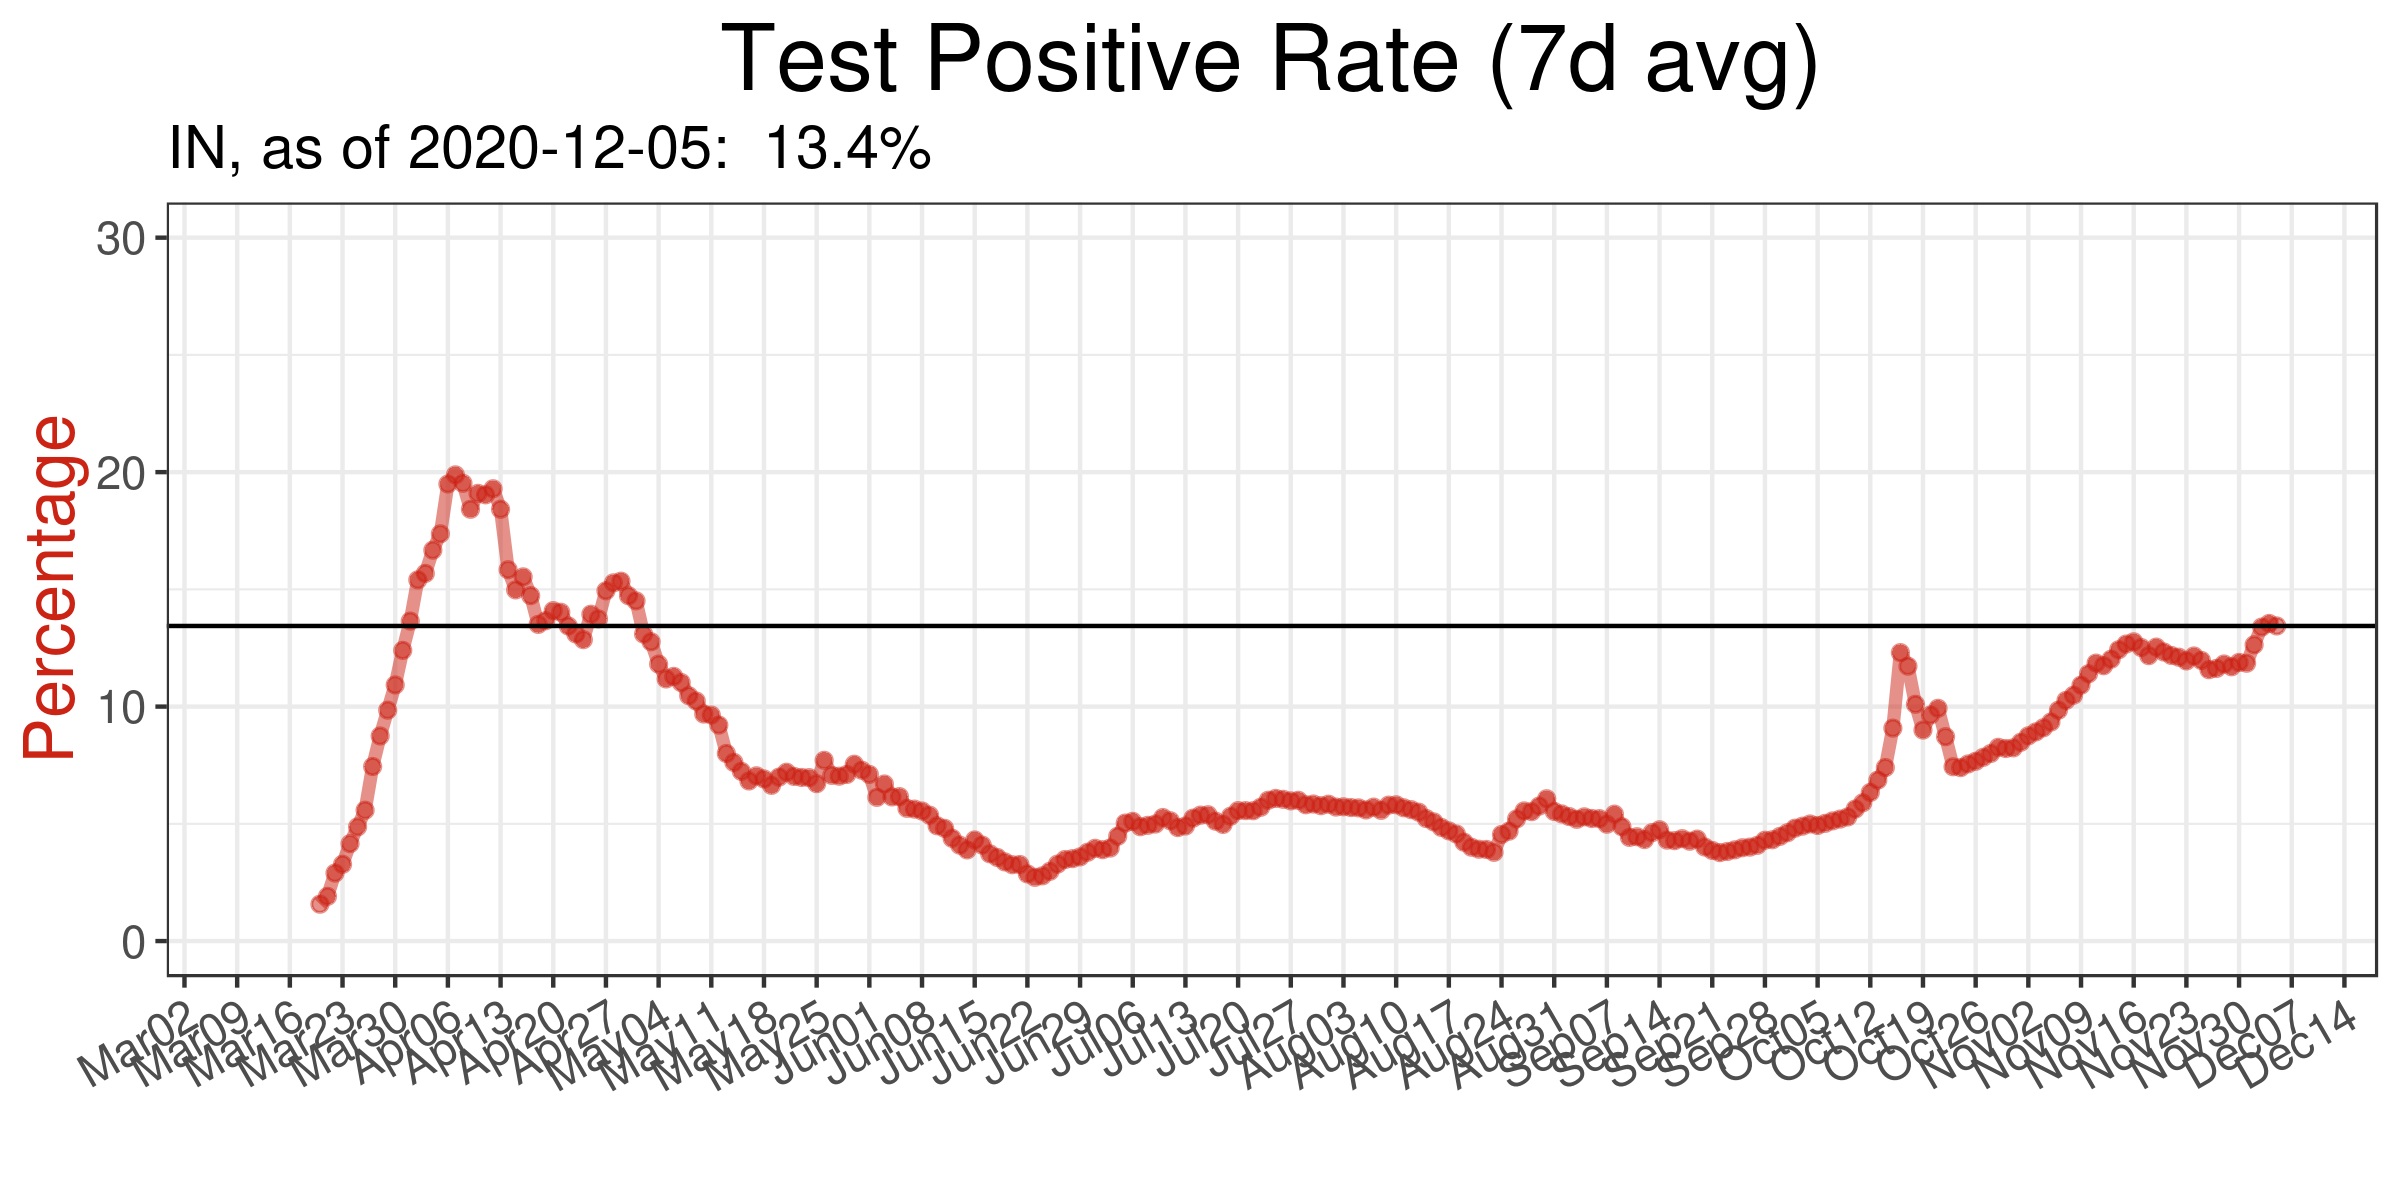 Test Positive Rate (7d avg)
IN, as of 2020-12-05:  13.4%
Percentage
30
20
10
0
Mar02
Mar09
Mar16
Mar23
Mar30
Apr06
Apr13
Apr20
Apr27
May04
May11
May18
May25
Jun01
Jun08
Jun15
Jun22
Jun29
Jul06
Jul13
Jul20
Jul27
Aug03
Aug10
Aug17
Aug24
Aug31
Sep07
Sep14
Sep21
Sep28
Oct05
Oct12
Oct19
Oct26
Nov02
Nov09
Nov16
Nov23
Nov30
Dec07
Dec14